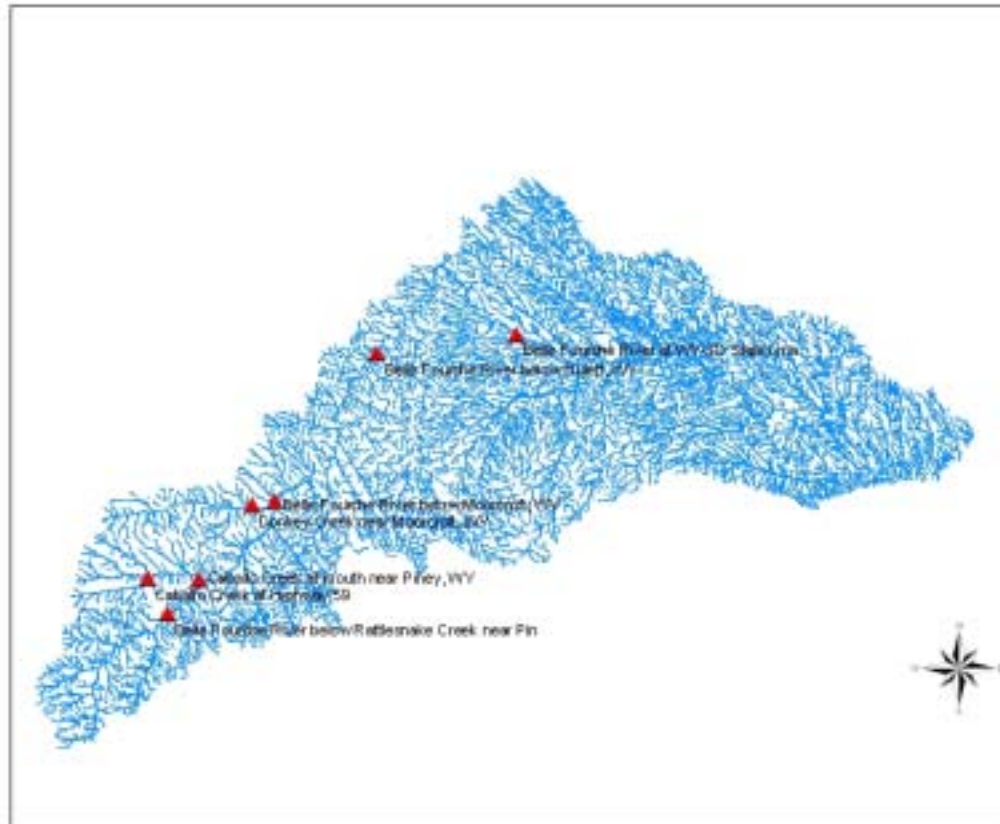 Belle Fourche River at WY-SD State Line
Belle Fourche River below Hulett, WY
Belle Fourche River below Moorcroft, WY
Donkey Creek near Moorcroft, WY
Caballo Creek at mouth near Piney, WY
Caballo Creek at Highway 59
Belle Fourche River below Rattlesnake Creek near Pin